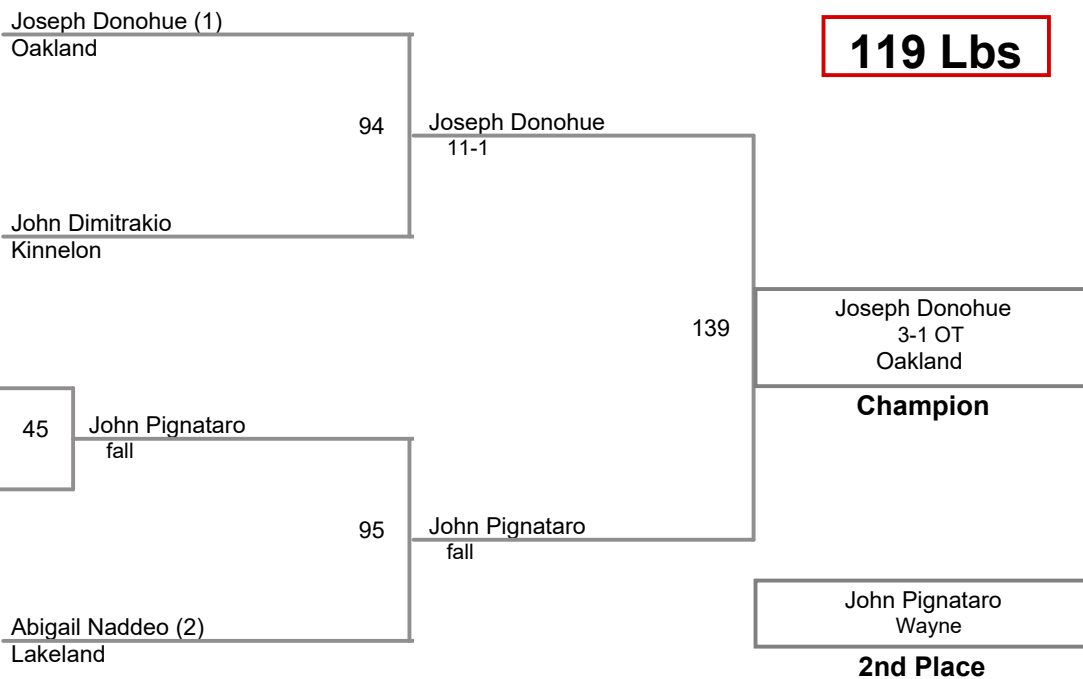 Joseph Donohue (1)
Oakland
119 Lbs
94
Joseph Donohue
11-1
John Dimitrakio
Kinnelon
139
Joseph Donohue
3-1 OT
Oakland
Champion
45
John Pignataro
fall
95
John Pignataro
fall
Abigail Naddeo (2)
Lakeland
John Pignataro
Wayne
2nd Place